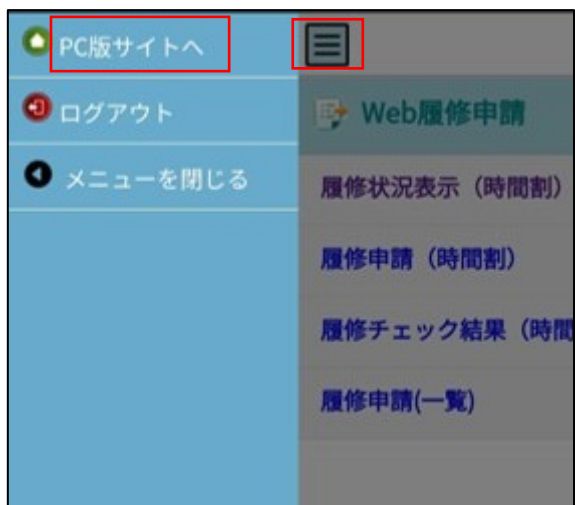 PC版サイトへ
ログアウト
メニューを閉じる
Web履修申請
履修状況表示（時間割）
履修申請（時間割）
履修チェック結果（時間
履修申請(一覧)